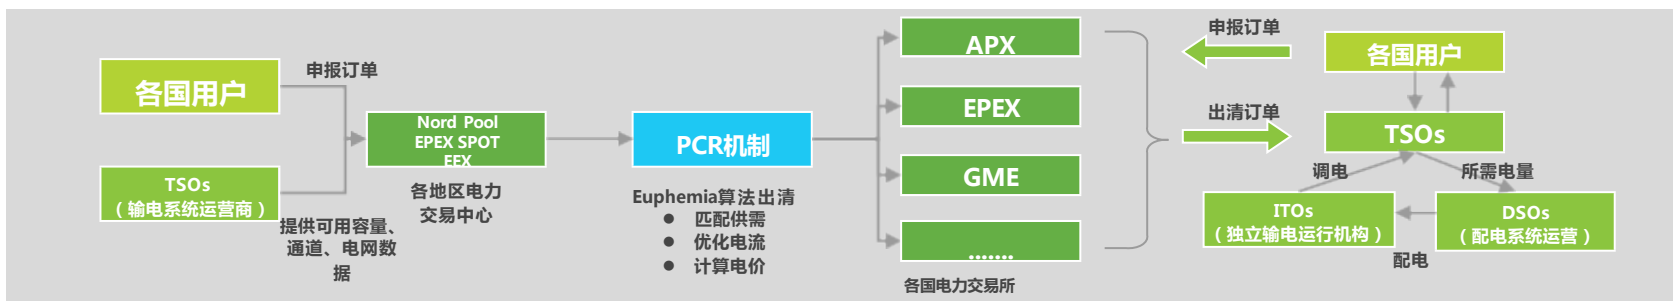 各国用户
申报订单
TSOs
（输电系统运营商）
提供可用容量、
通道、电网数
据
Nord Pool
EPEX SPOT
EEX
各地区电力
交易中心
PCR机制
Euphemia算法出清
● 匹配供需
● 优化电流
● 计算电价
APX
EPEX
GME
.......
各国电力交易所
申报订单
出清订单
各国用户
TSOs
调电
所需电量
ITOs
（独立输电运行机构）
DSOs
（配电系统运营）
配电